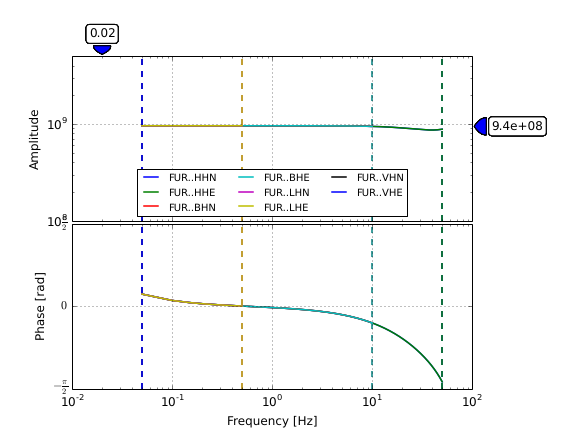 0.02
10⁹
9.4e+08
Amplitude
FUR..HHN FUR..BHE FUR..VHN
FUR..HHE FUR..LHN FUR..VHE
FUR..BHN FUR..LHE
10⁸
2
0
Phase [rad]
−π/2
10⁻² 10⁻¹ 10⁰ 10¹ 10²
Frequency [Hz]